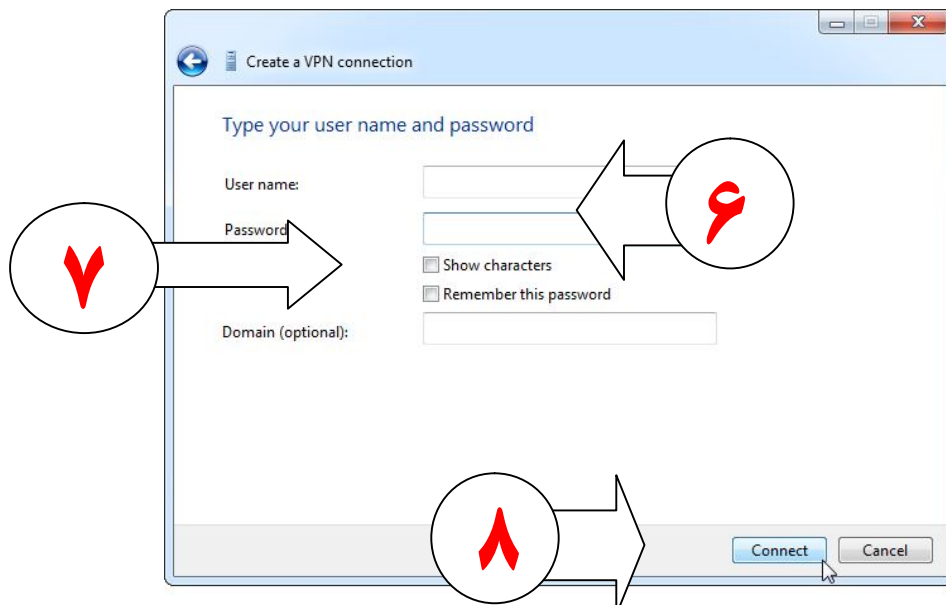 Create a VPN connection
Type your user name and password
User name:
۶
Password
۷
Show characters
Remember this password
Domain (optional):
۸
Connect
Cancel